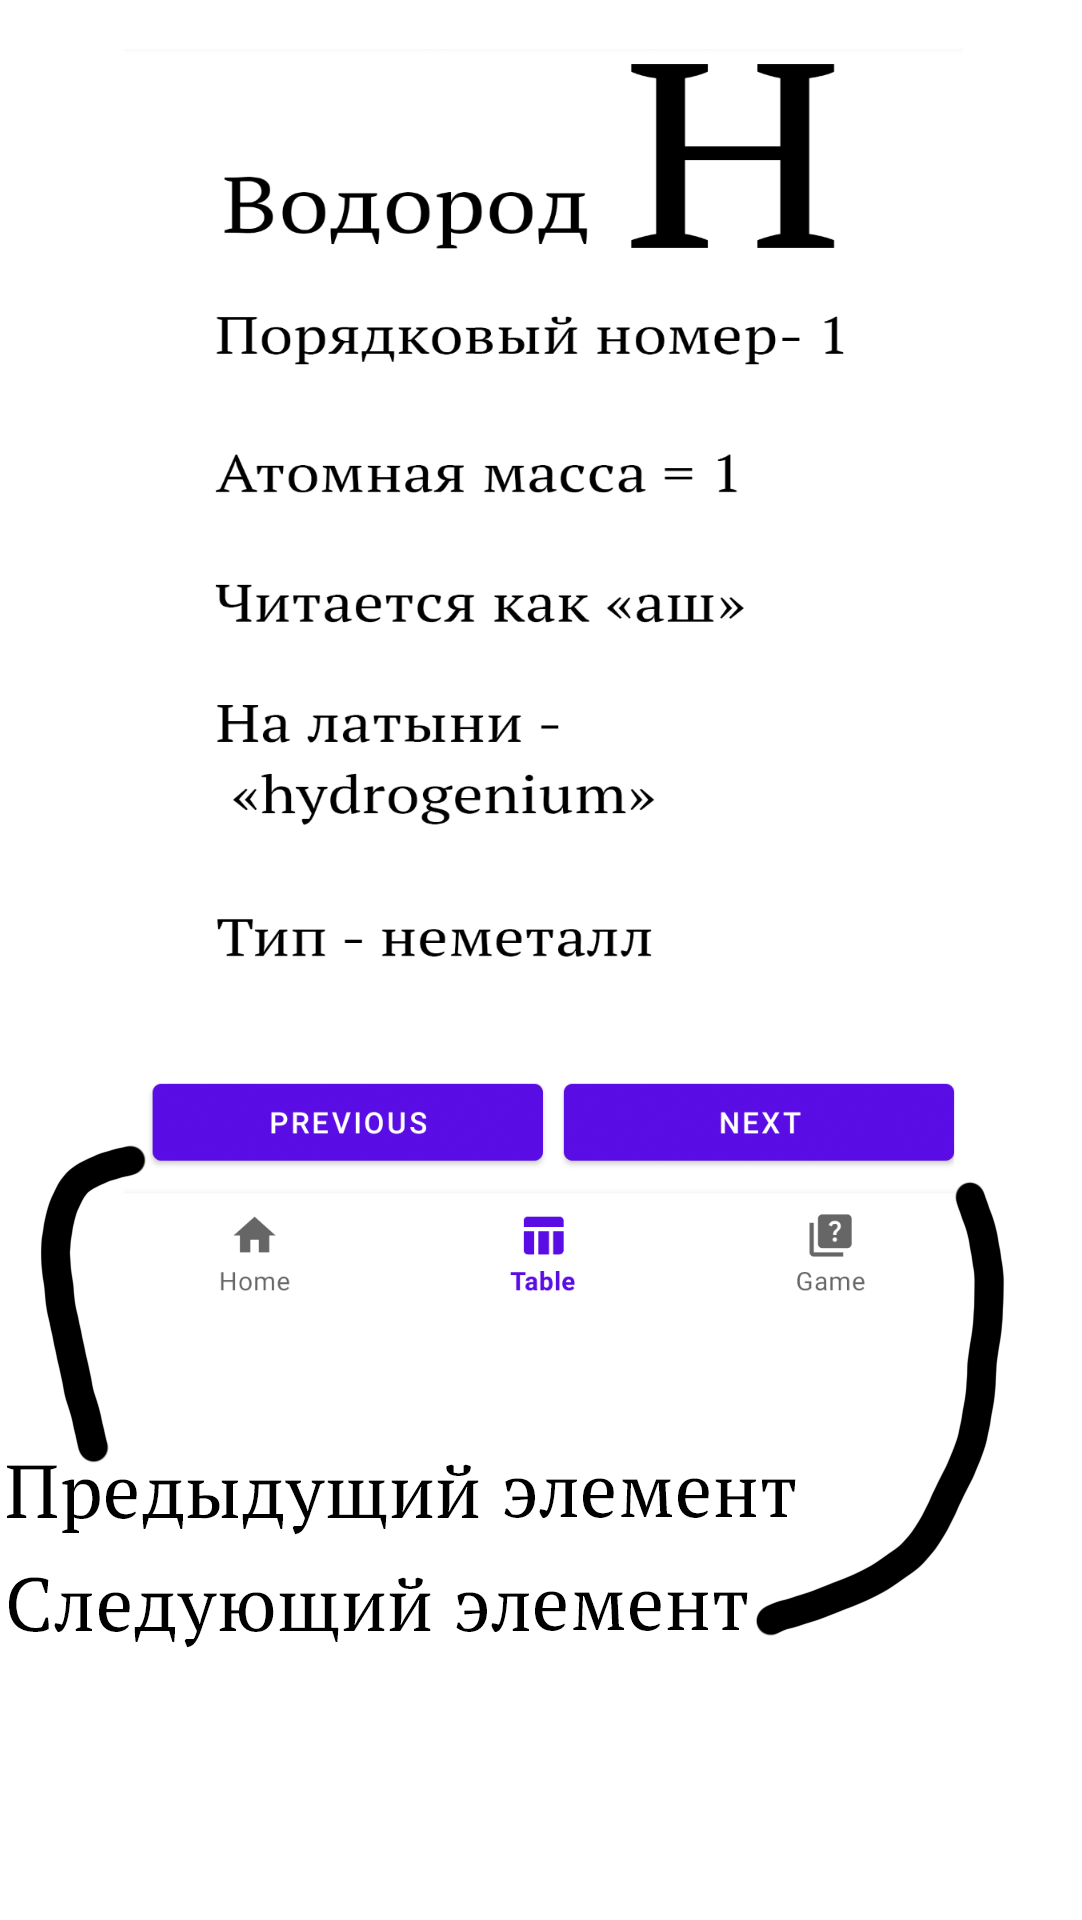 Водород H
Порядковый номер- 1
Атомная масса = 1
Читается как «аш»
На латыни -
«hydrogenium»
Тип - неметалл
PREVIOUS NEXT
Home Table Game
Предыдущий элемент
Следующий элемент